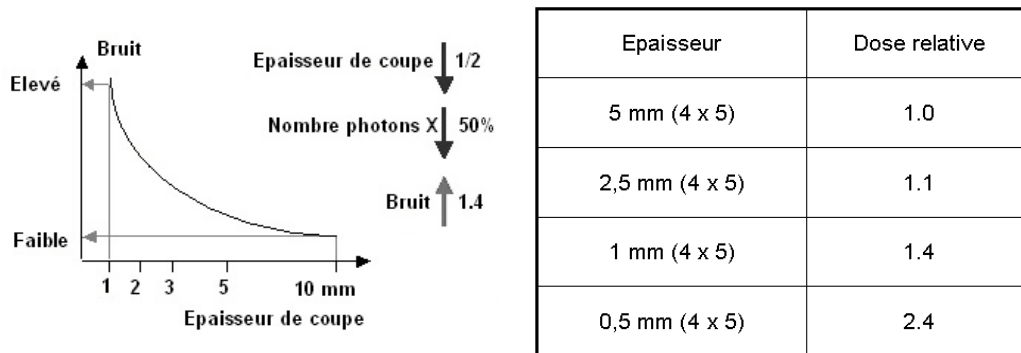 Bruit
Elevé
Faible
1 2 3 5 10 mm
Epaisseur de coupe
Epaisseur de coupe 1/2
Nombre photons X 50%
Bruit 1.4
Epaisseur Dose relative
5 mm (4 x 5) 1.0
2,5 mm (4 x 5) 1.1
1 mm (4 x 5) 1.4
0,5 mm (4 x 5) 2.4